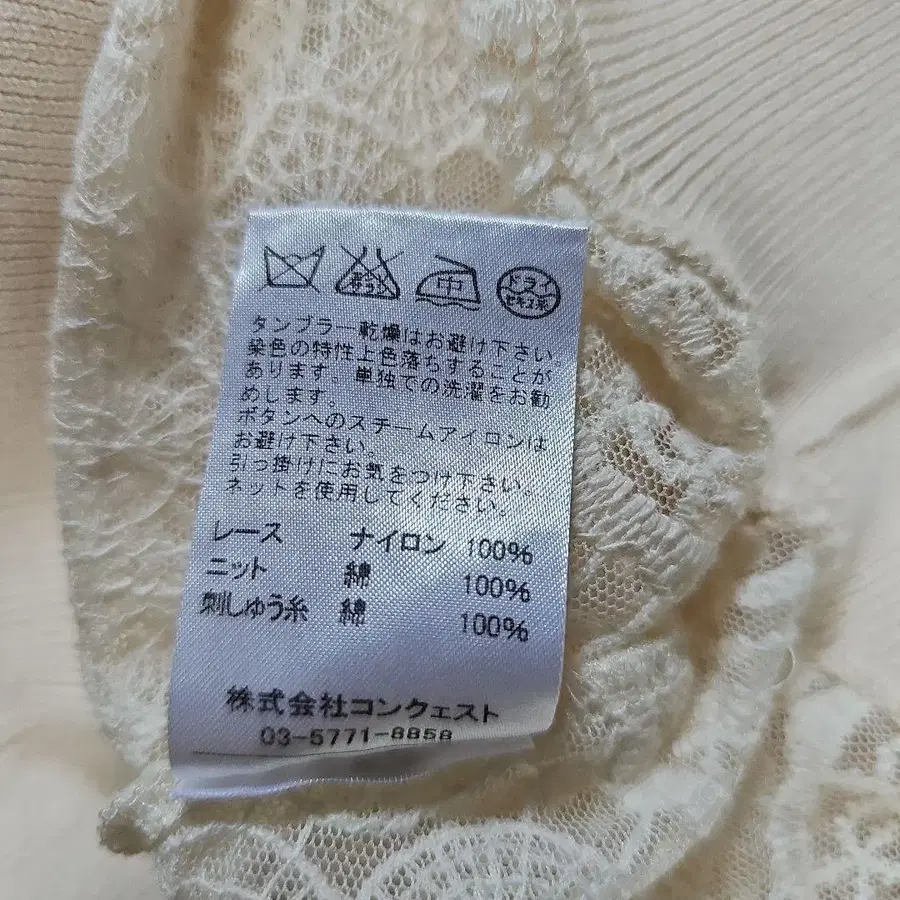 エンソサラシ 中 ドライ セキユ系
タンブラー乾燥はお避け下さい
染色の特性上色落ちすることが
あります。単独での洗濯をお勧
めします。
ボタンへのスチームアイロンは
お避け下さい。
引っ掛けにお気をつけ下さい。
ネットを使用してください。
レース ナイロン 100%
ニット 綿 100%
刺しゅう糸 綿 100%
株式会社コンクェスト
03-5771-8858